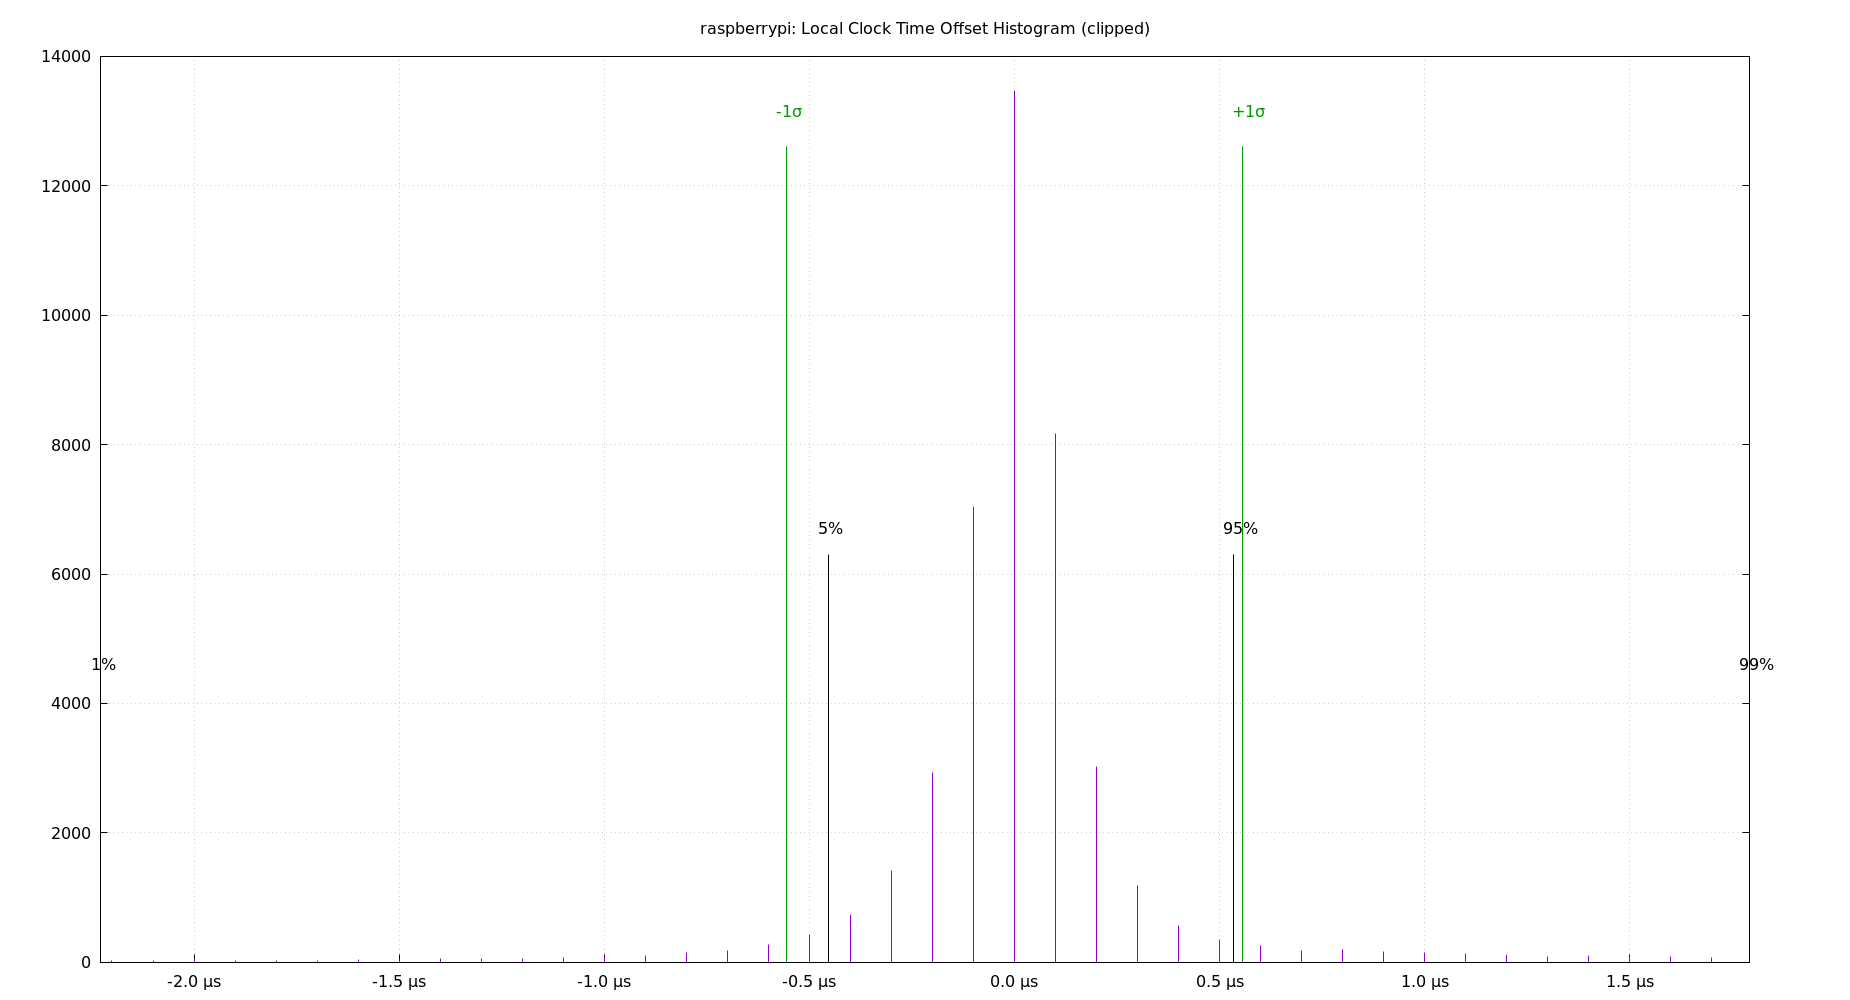 raspberrypi: Local Clock Time Offset Histogram (clipped)
14000
-1σ
+1σ
12000
10000
8000
5%
95%
6000
1%
99%
4000
2000
0
-2.0 µs
-1.5 µs
-1.0 µs
-0.5 µs
0.0 µs
0.5 µs
1.0 µs
1.5 µs